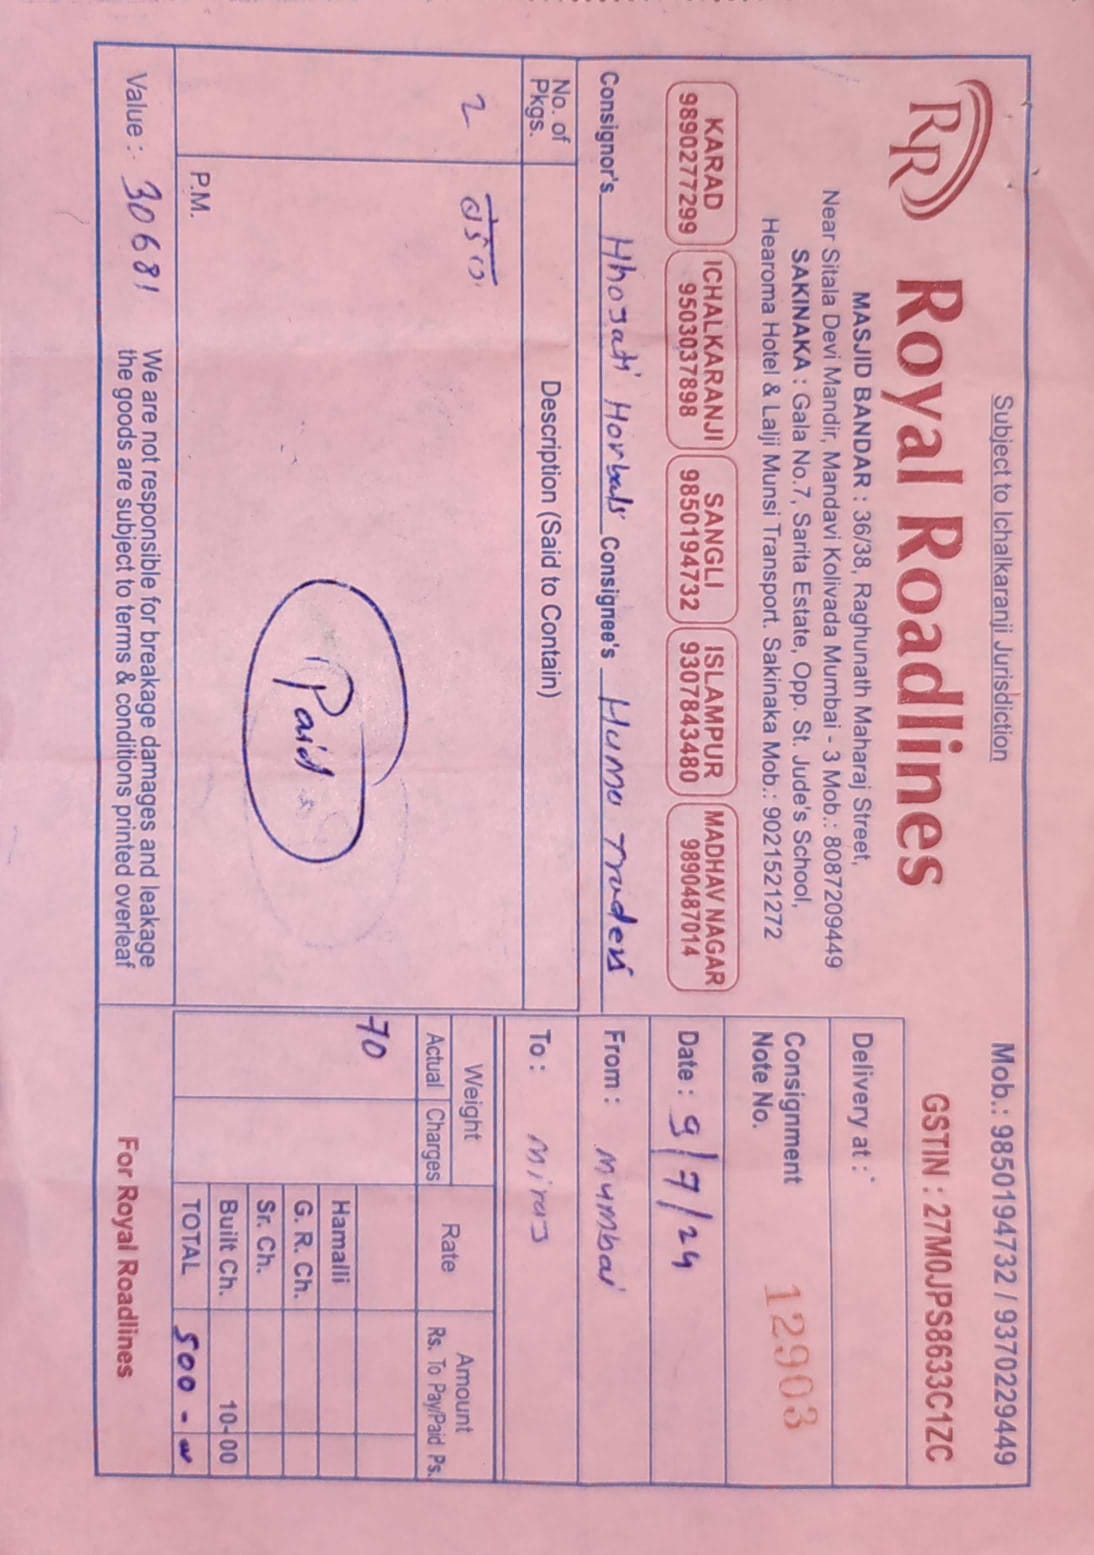 Subject to Ichalkaranji Jurisdiction
Mob.: 9850194732 / 9370229449
RR Royal Roadlines
GSTIN : 27M0JPS8633C1ZC
MASJID BANDAR : 36/38, Raghunath Maharaj Street,
Near Sitala Devi Mandir, Mandavi Kolivada Mumbai - 3 Mob.: 8087209449
SAKINAKA : Gala No.7, Sarita Estate, Opp. St. Jude's School,
Hearoma Hotel & Lalji Munsi Transport. Sakinaka Mob.: 9021521272
Delivery at :
Consignment
Note No. 12903
KARAD ICHALKARANJI SANGLI ISLAMPUR MADHAV NAGAR
9890277299 9503037898 9850194732 9307843480 9890487014
Date : 9/7/24
Consignor's Herbals Consignee's Huma Traders
From : Mumbai
To : Miraj
No. of
Pkgs.
Description (Said to Contain)
Weight
Actual Charges
Rate
Amount
Rs. To Pay/Paid Ps.
2
70
Paid
Hamalli
G. R. Ch.
Sr. Ch.
Built Ch. 10-00
P.M.
TOTAL 500 -
Value : 30681
We are not responsible for breakage damages and leakage
the goods are subject to terms & conditions printed overleaf
For Royal Roadlines